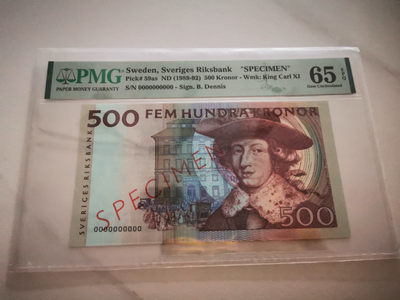 PMG Sweden, Sveriges Riksbank "SPECIMEN" 65 EPQ
Pick# 59as ND (1989-92) 500 Kronor - Wmk: King Carl XI
PAPER MONEY GUARANTY S/N 0000000000 - Sign. B. Dennis Gem Uncirculated
500 FEM HUNDRA KRONOR
SVERIGES RIKSBANK
SPECIMEN
0000000000
500